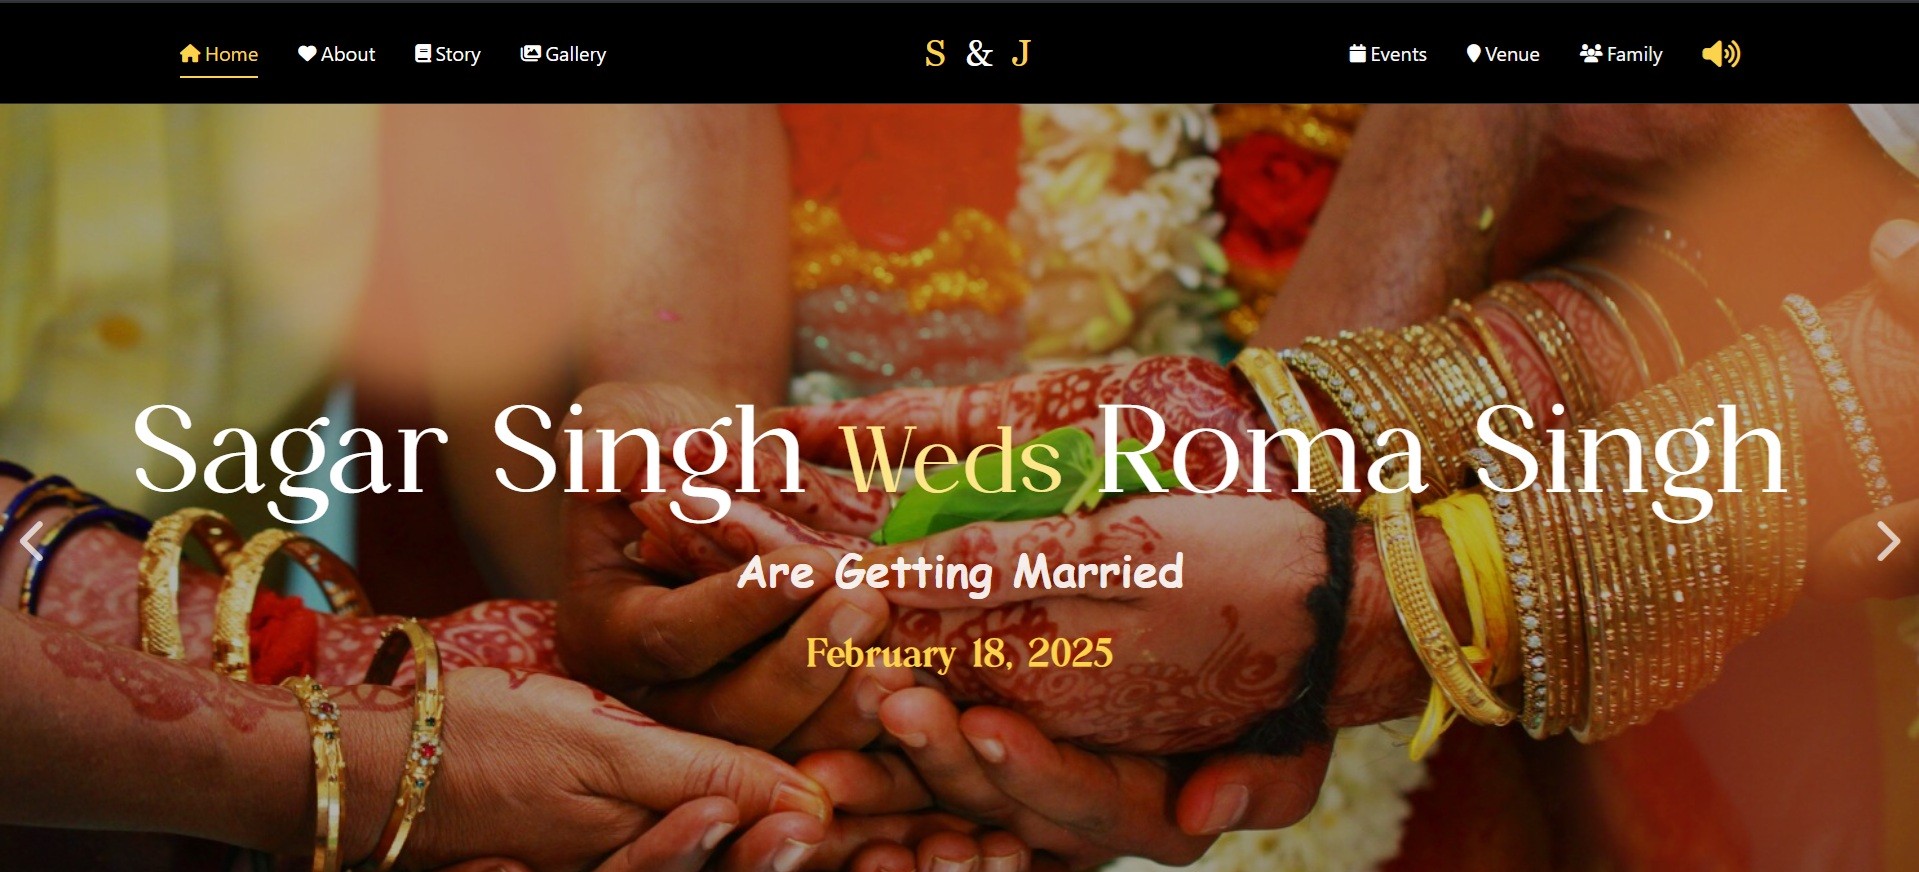 Home About Story Gallery S & J Events Venue Family
Sagar Singh Weds Roma Singh
Are Getting Married
February 18, 2025